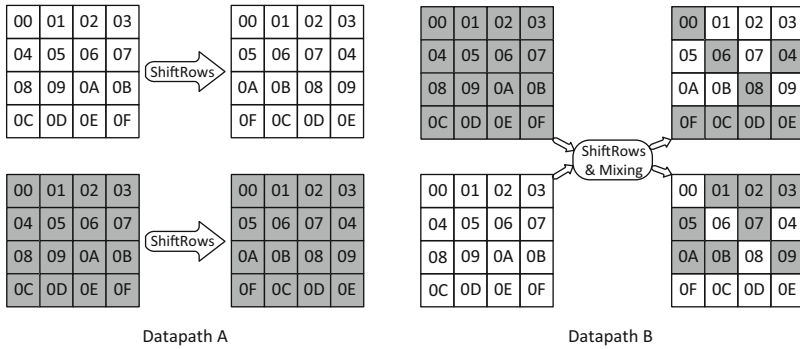 00 01 02 03
04 05 06 07
08 09 0A 0B
0C 0D 0E 0F
ShiftRows
00 01 02 03
05 06 07 04
0A 0B 08 09
0F 0C 0D 0E
00 01 02 03
04 05 06 07
08 09 0A 0B
0C 0D 0E 0F
ShiftRows
00 01 02 03
05 06 07 04
0A 0B 08 09
0F 0C 0D 0E
Datapath A
00 01 02 03
04 05 06 07
08 09 0A 0B
0C 0D 0E 0F
00 01 02 03
04 05 06 07
08 09 0A 0B
0C 0D 0E 0F
ShiftRows
& Mixing
00 01 02 03
05 06 07 04
0A 0B 08 09
0F 0C 0D 0E
00 01 02 03
05 06 07 04
0A 0B 08 09
0F 0C 0D 0E
Datapath B